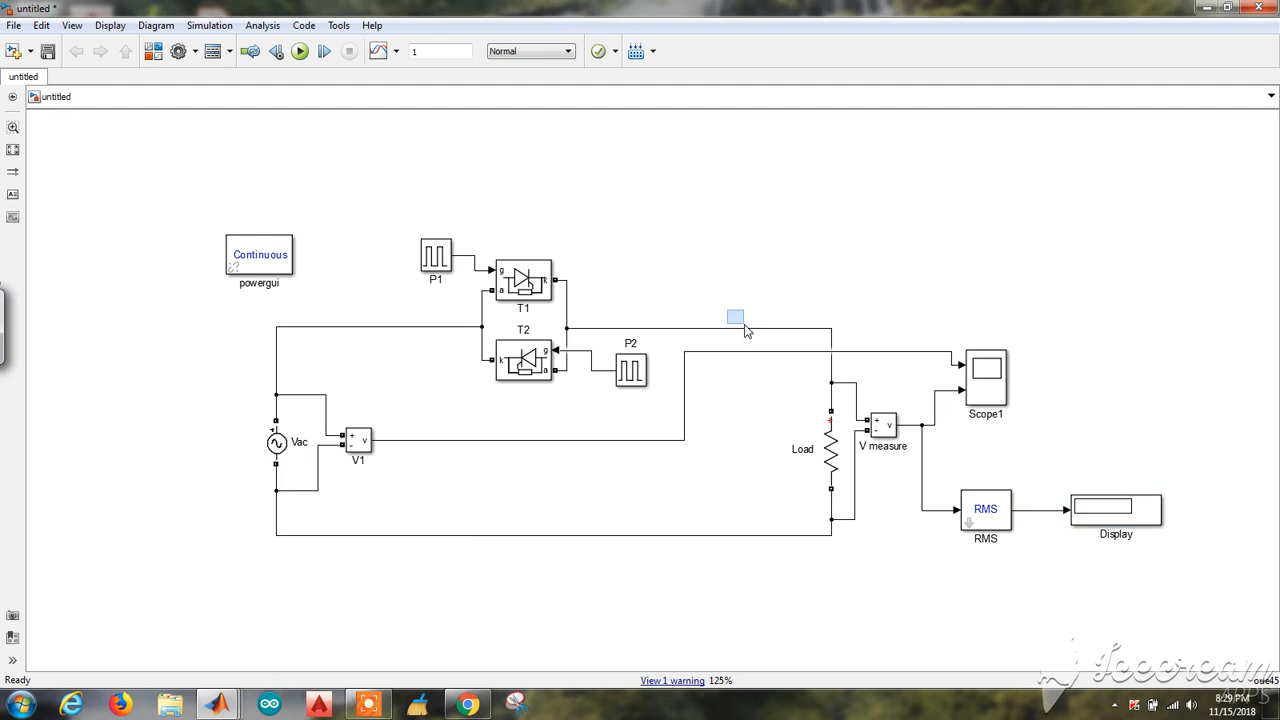 untitled *
File Edit View Display Diagram Simulation Analysis Code Tools Help
1 Normal
untitled
untitled
Continuous
powergui
P1
g
a
k
T1
T2
g
k
a
P2
Vac
+
-
v
V1
Scope1
+
Load
+
-
v
V measure
RMS
RMS
Display
Ready
View 1 warning 125%
Icecream
APPS
8:29 PM
11/15/2018